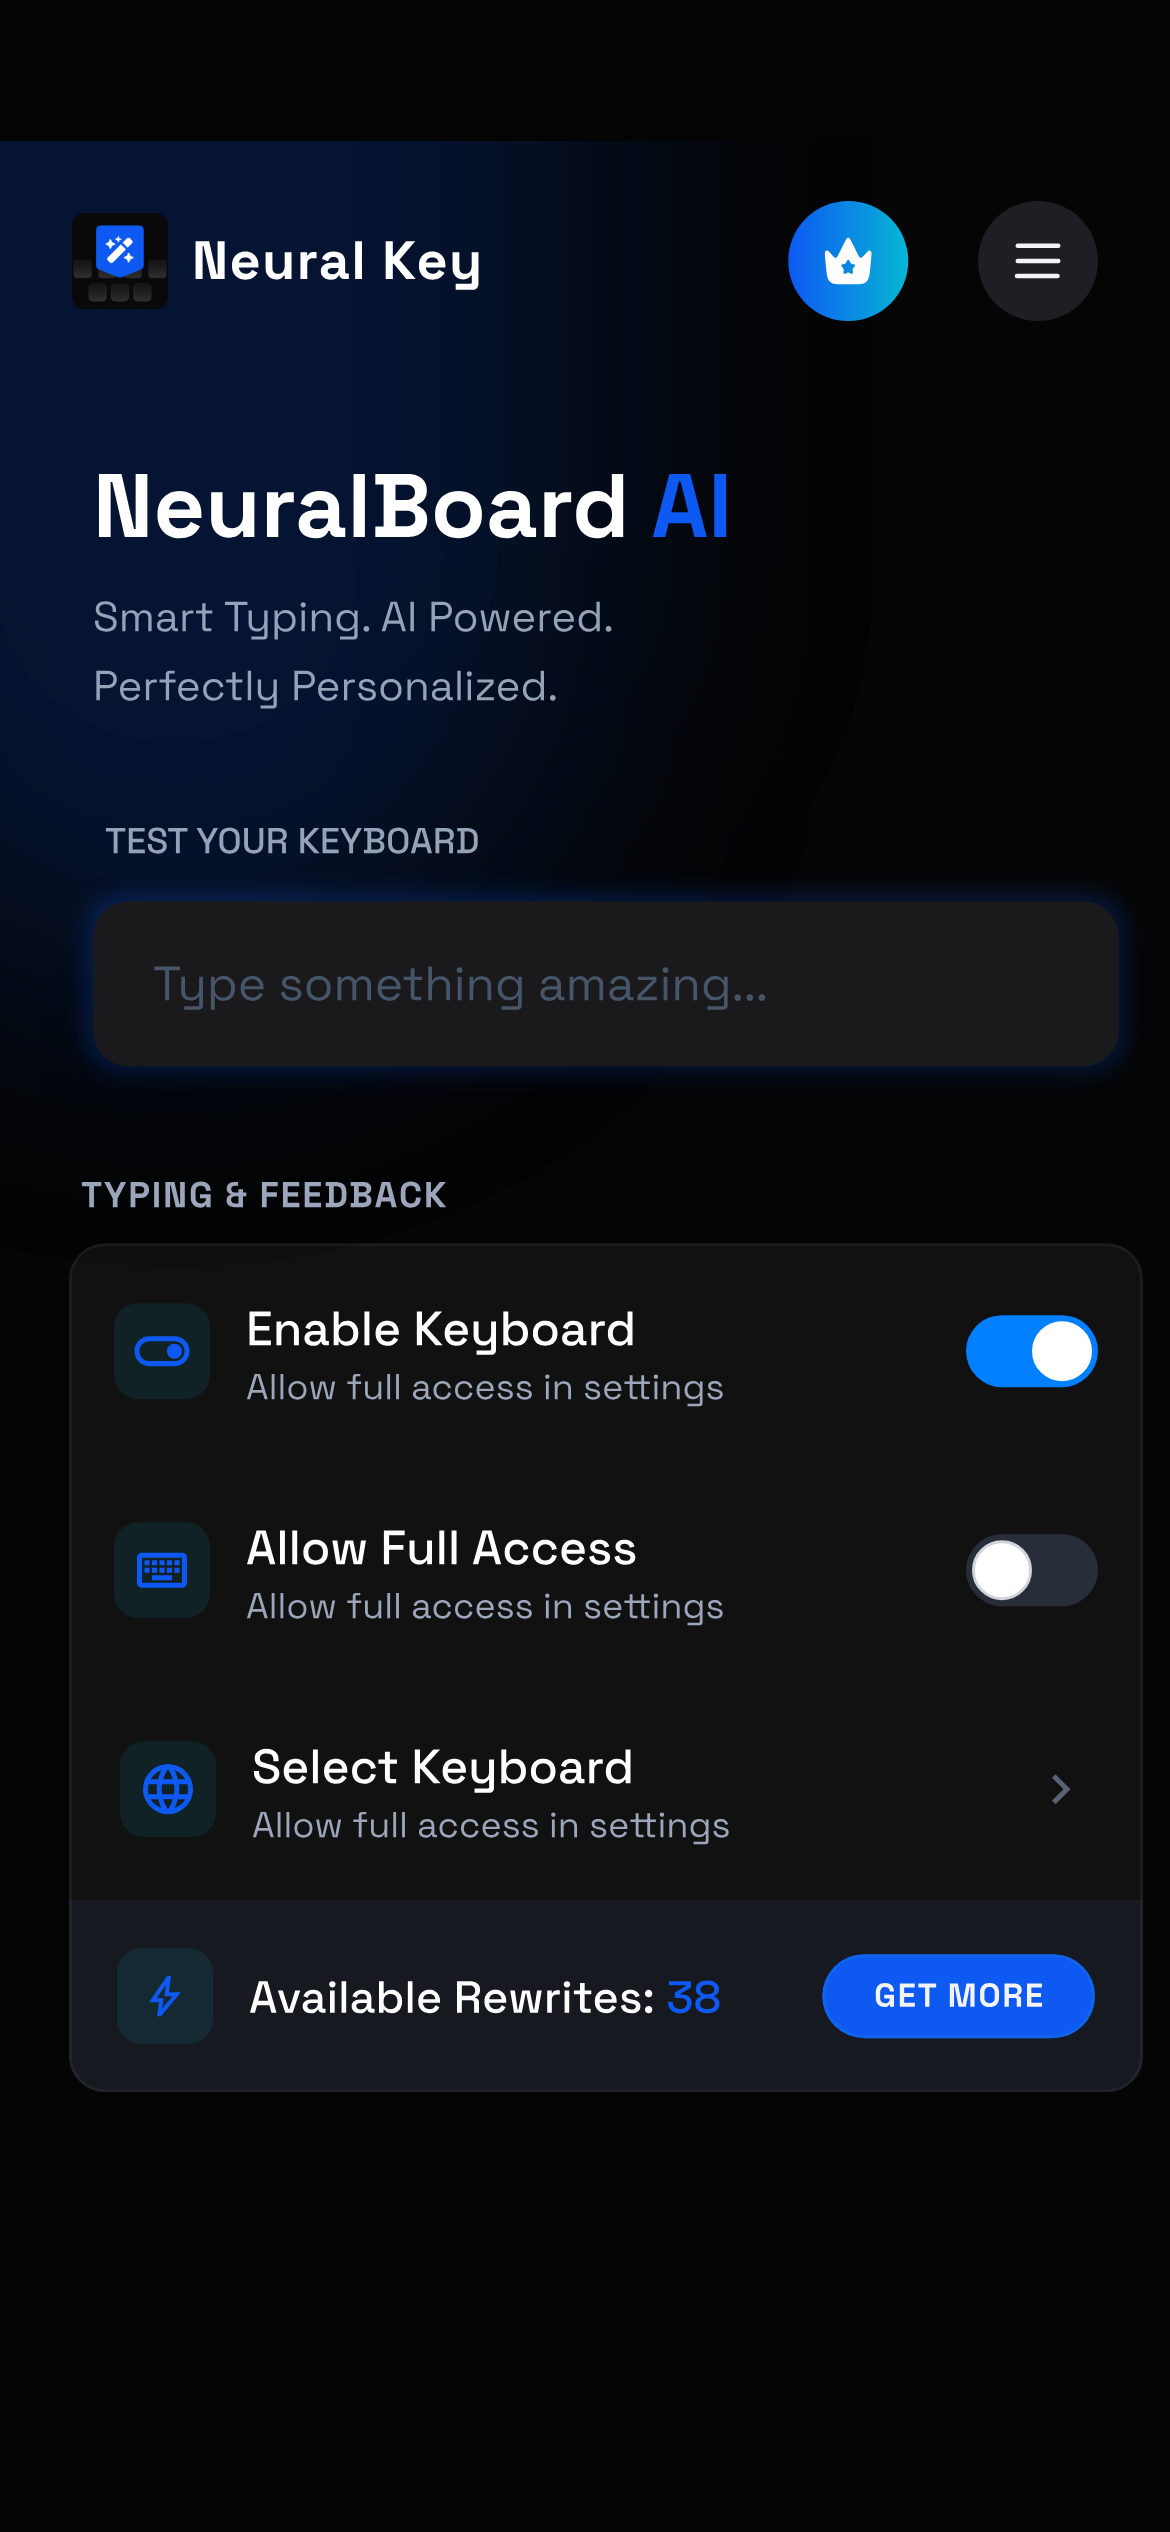 Neural Key
NeuralBoard AI
Smart Typing. AI Powered.
Perfectly Personalized.
TEST YOUR KEYBOARD
Type something amazing...
TYPING & FEEDBACK
Enable Keyboard
Allow full access in settings
Allow Full Access
Allow full access in settings
Select Keyboard
Allow full access in settings
Available Rewrites: 38
GET MORE